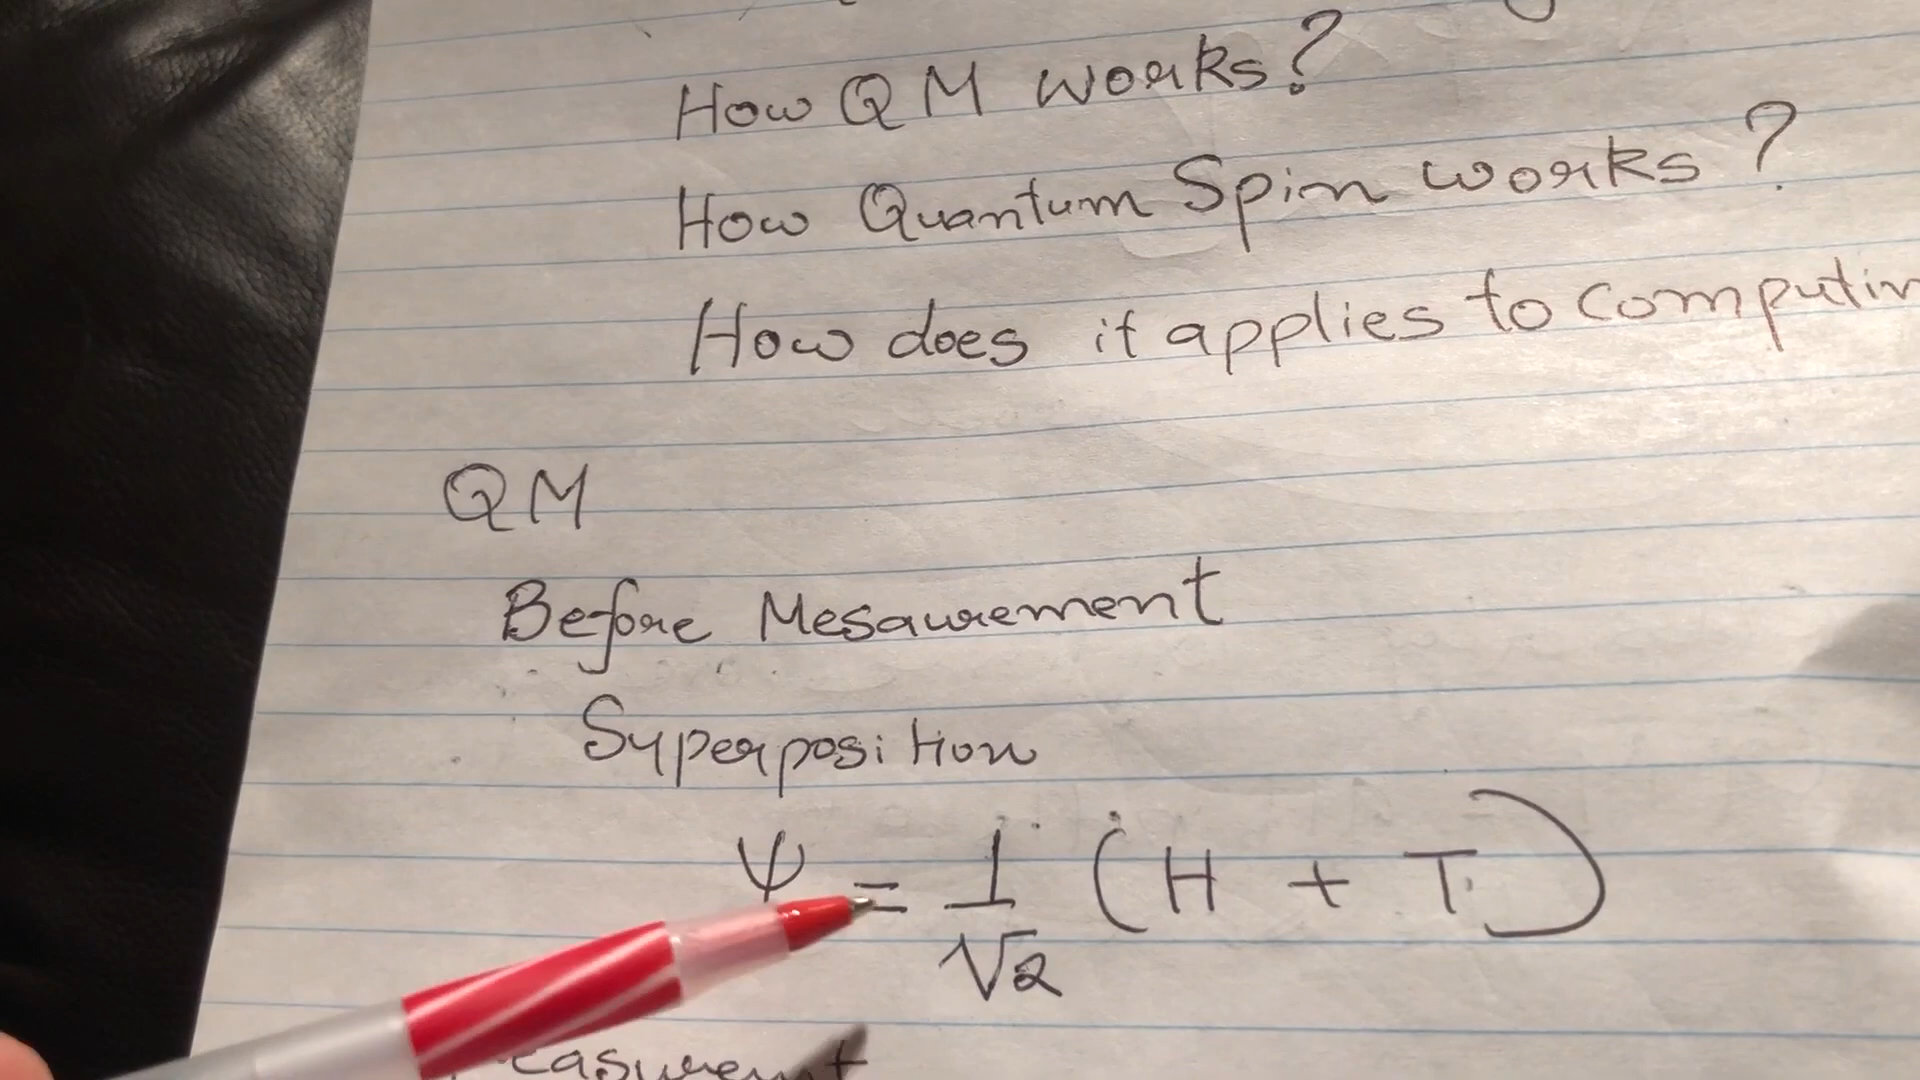 How QM works?
How Quantum Spin works?
How does it applies to computin
QM
Before Mesaurement
Superposition
Ψ = 1/√2 (H + T)
easurement